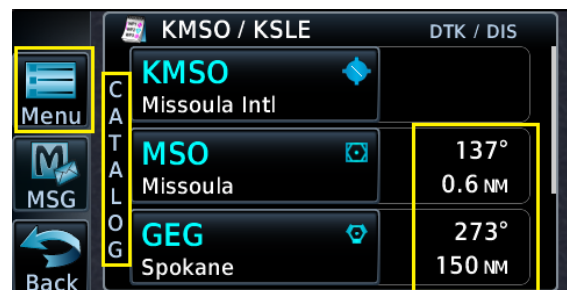 KMSO / KSLE
DTK / DIS
Menu
MSG
Back
CATALOG
KMSO
Missoula Intl
MSO
Missoula
137°
0.6 NM
GEG
Spokane
273°
150 NM